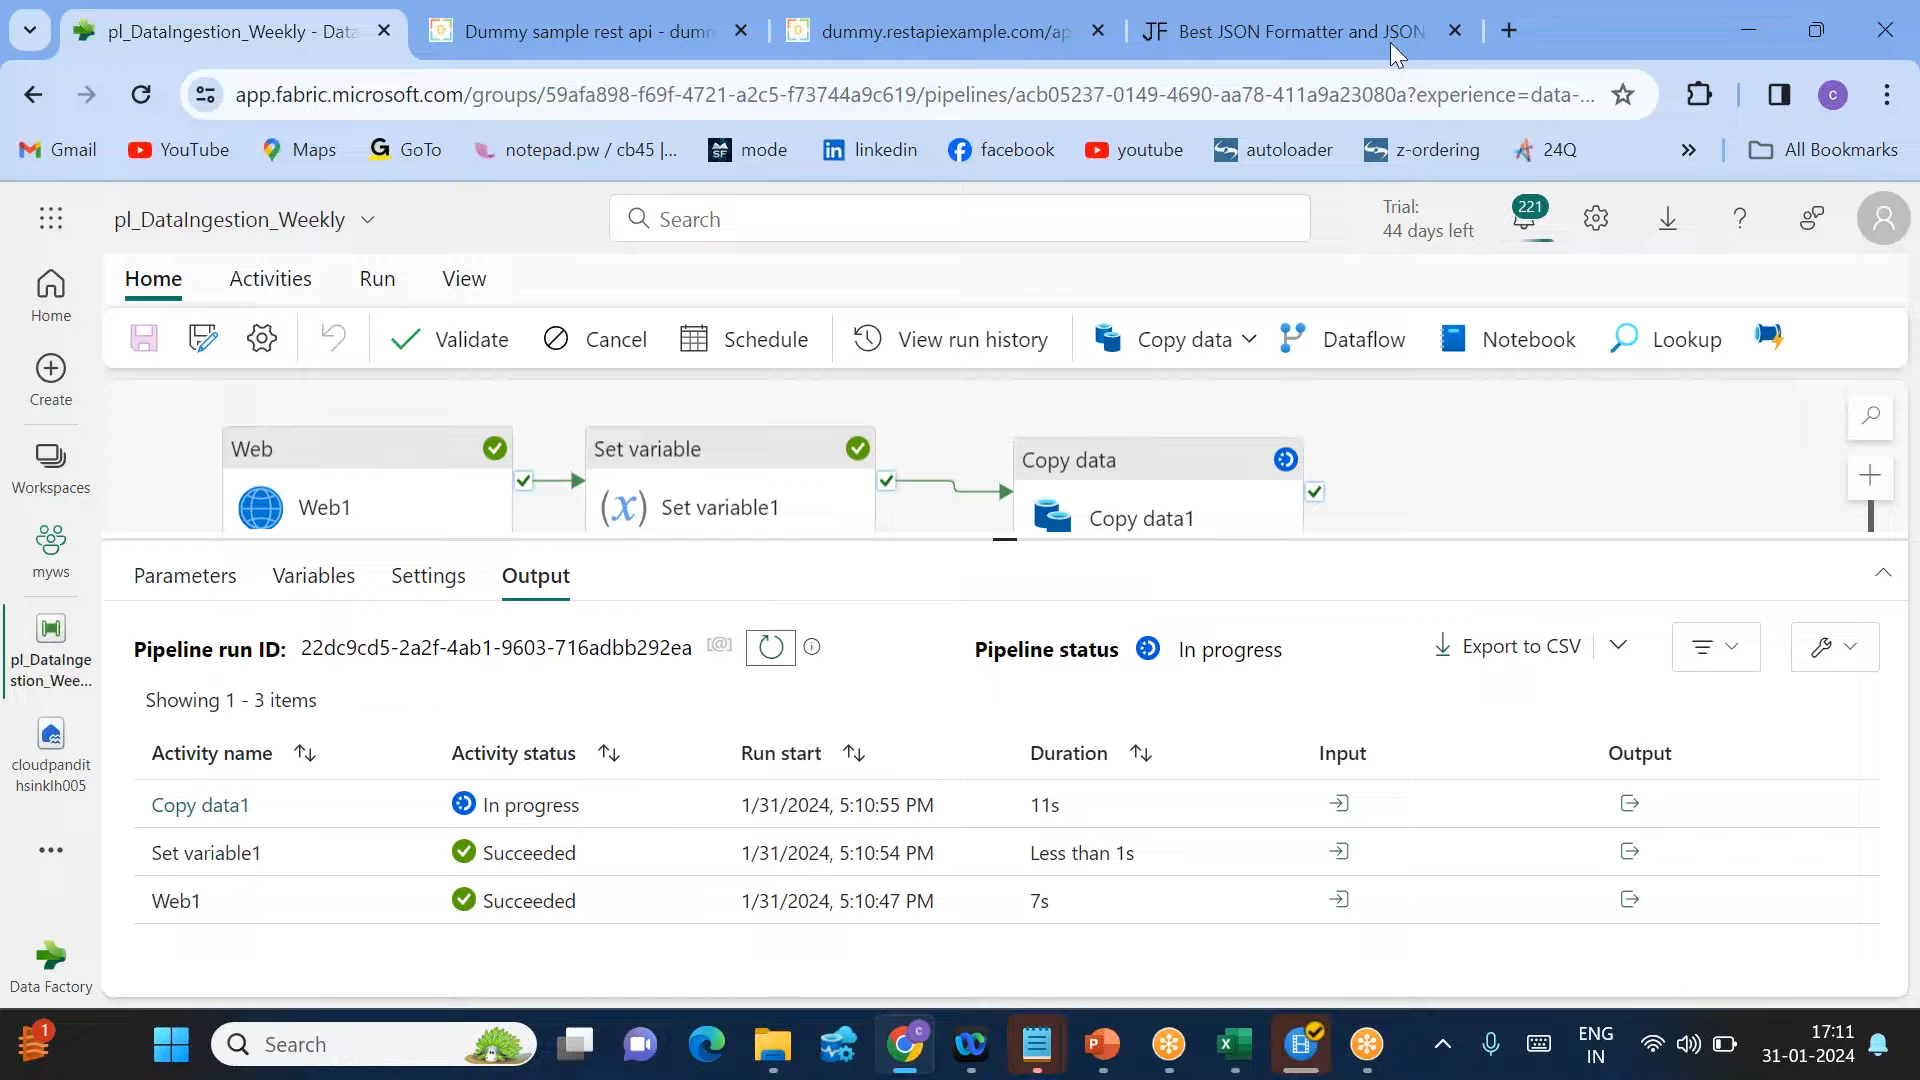 pl_DataIngestion_Weekly - Data
Dummy sample rest api - dumm
dummy.restapiexample.com/ap
JF Best JSON Formatter and JSON
app.fabric.microsoft.com/groups/59afa898-f69f-4721-a2c5-f73744a9c619/pipelines/acb05237-0149-4690-aa78-411a9a23080a?experience=data-...
C
Gmail YouTube Maps GoTo notepad.pw / cb45 |... mode linkedin facebook youtube autoloader z-ordering 24Q All Bookmarks
pl_DataIngestion_Weekly
Search
Trial:
44 days left
221
Home Activities Run View
Validate Cancel Schedule View run history Copy data Dataflow Notebook Lookup
Home
Create
Workspaces
myws
pl_DataInge
stion_Wee...
cloudpandit
hsinklh005
Data Factory
Web
Web1
Set variable
(x) Set variable1
Copy data
Copy data1
Parameters Variables Settings Output
Pipeline run ID: 22dc9cd5-2a2f-4ab1-9603-716adbb292ea [@]
Pipeline status In progress
Export to CSV
Showing 1 - 3 items
Activity name Activity status Run start Duration Input Output
Copy data1 In progress 1/31/2024, 5:10:55 PM 11s
Set variable1 Succeeded 1/31/2024, 5:10:54 PM Less than 1s
Web1 Succeeded 1/31/2024, 5:10:47 PM 7s
1
Search
ENG
IN
17:11
31-01-2024